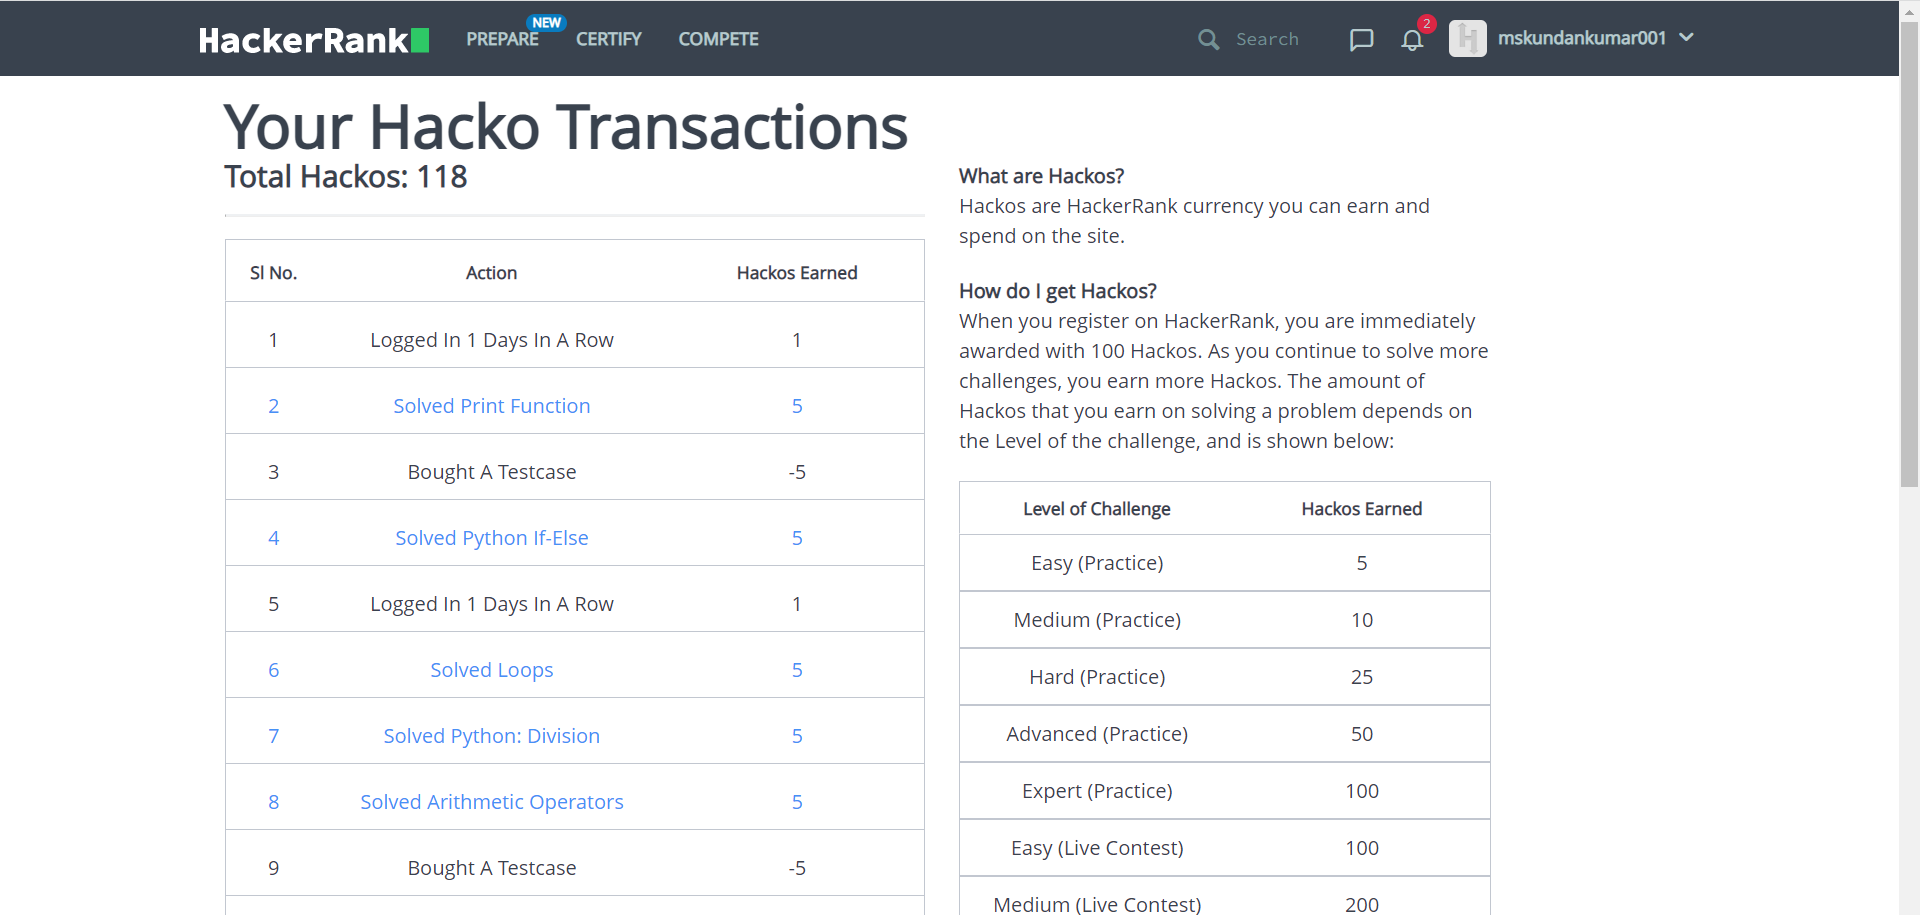 HackerRank PREPARE NEW CERTIFY COMPETE Search 2 mskundankumar001
Your Hacko Transactions
Total Hackos: 118
Sl No. Action Hackos Earned
1 Logged In 1 Days In A Row 1
2 Solved Print Function 5
3 Bought A Testcase -5
4 Solved Python If-Else 5
5 Logged In 1 Days In A Row 1
6 Solved Loops 5
7 Solved Python: Division 5
8 Solved Arithmetic Operators 5
9 Bought A Testcase -5
What are Hackos?
Hackos are HackerRank currency you can earn and
spend on the site.
How do I get Hackos?
When you register on HackerRank, you are immediately
awarded with 100 Hackos. As you continue to solve more
challenges, you earn more Hackos. The amount of
Hackos that you earn on solving a problem depends on
the Level of the challenge, and is shown below:
Level of Challenge Hackos Earned
Easy (Practice) 5
Medium (Practice) 10
Hard (Practice) 25
Advanced (Practice) 50
Expert (Practice) 100
Easy (Live Contest) 100
Medium (Live Contest) 200